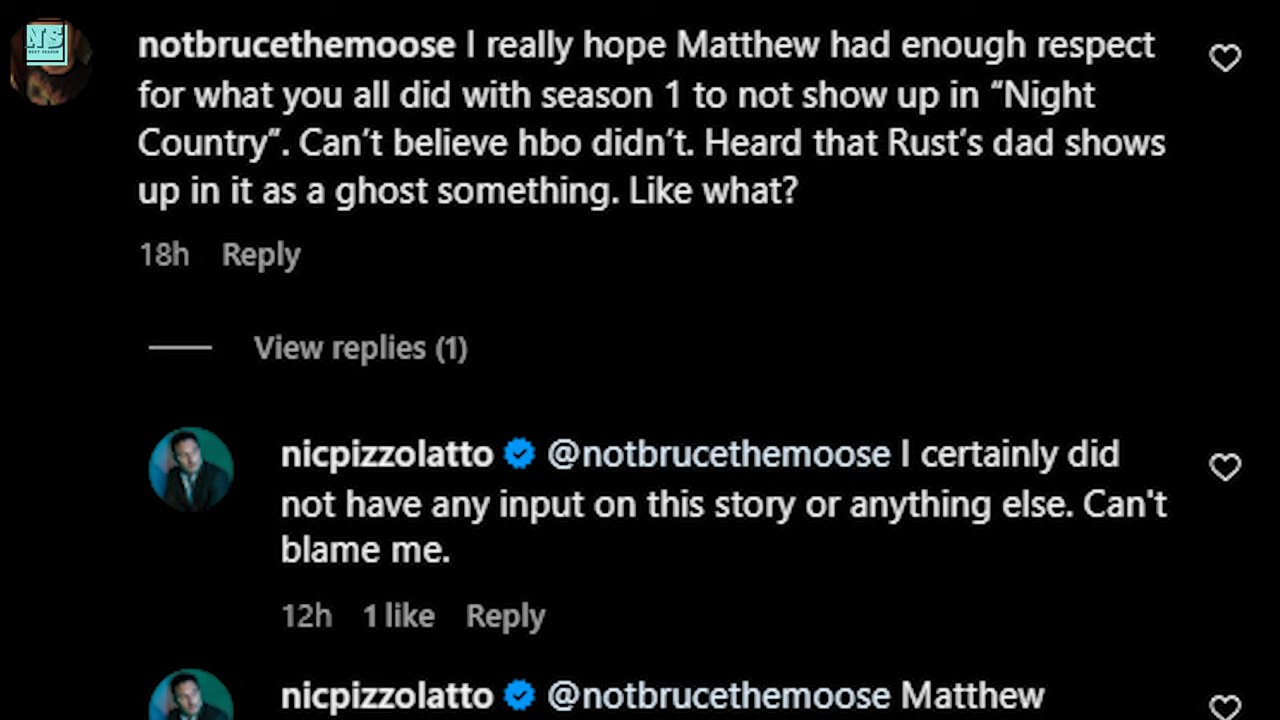 NS
NEXT SEASON
notbrucethemoose I really hope Matthew had enough respect
for what you all did with season 1 to not show up in “Night
Country”. Can’t believe hbo didn’t. Heard that Rust’s dad shows
up in it as a ghost something. Like what?
18h Reply
View replies (1)
nicpizzolatto @notbrucethemoose I certainly did
not have any input on this story or anything else. Can't
blame me.
12h 1 like Reply
nicpizzolatto @notbrucethemoose Matthew